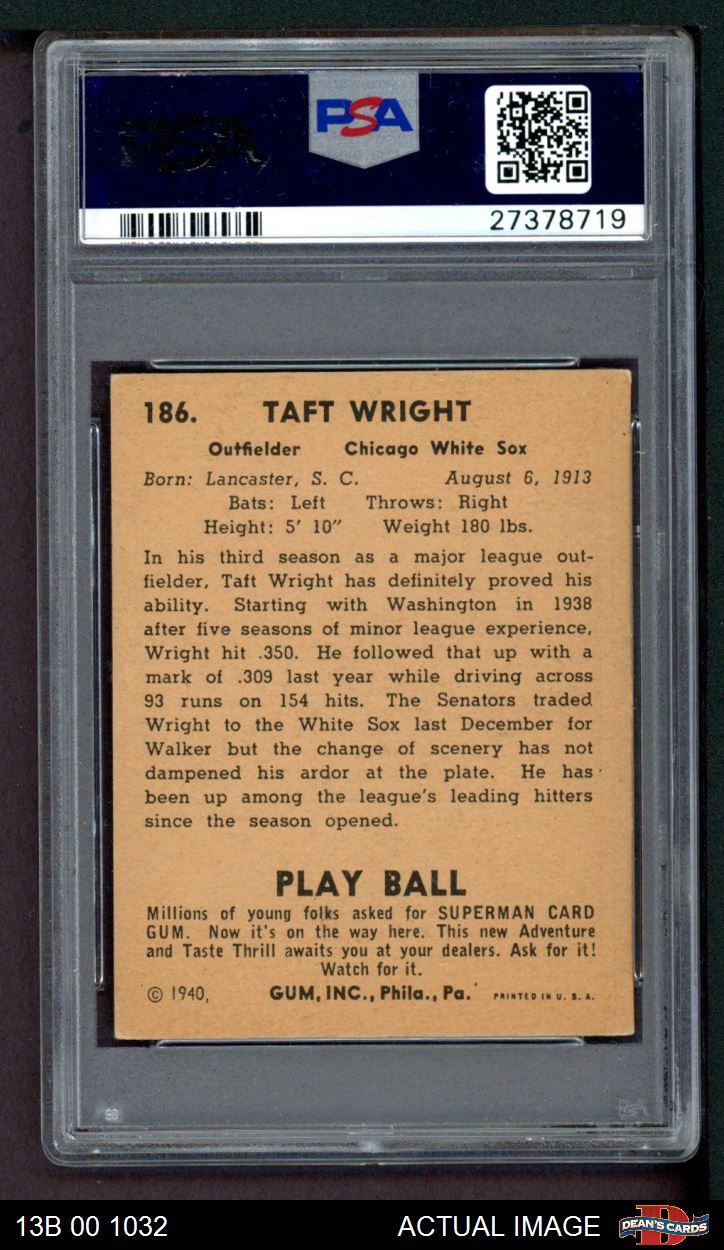 PSA
PSA
27378719
186. TAFT WRIGHT
Outfielder Chicago White Sox
Born: Lancaster, S. C. August 6, 1913
Bats: Left Throws: Right
Height: 5' 10" Weight 180 lbs.
In his third season as a major league out-
fielder, Taft Wright has definitely proved his
ability. Starting with Washington in 1938
after five seasons of minor league experience,
Wright hit .350. He followed that up with a
mark of .309 last year while driving across
93 runs on 154 hits. The Senators traded
Wright to the White Sox last December for
Walker but the change of scenery has not
dampened his ardor at the plate. He has
been up among the league's leading hitters
since the season opened.
PLAY BALL
Millions of young folks asked for SUPERMAN CARD
GUM. Now it's on the way here. This new Adventure
and Taste Thrill awaits you at your dealers. Ask for it!
Watch for it.
© 1940, GUM, INC., Phila., Pa. PRINTED IN U. S. A.
PSA
13B 00 1032 ACTUAL IMAGE DEAN'S CARDS